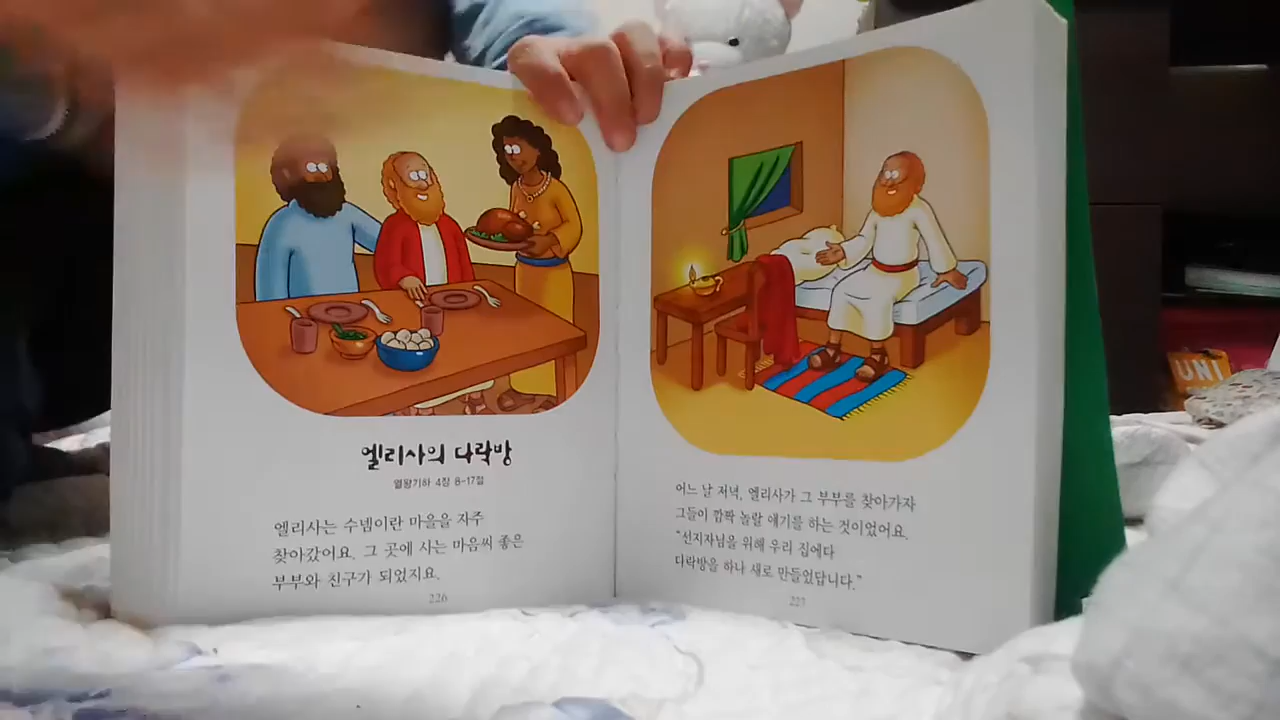 엘리사의 다락방
열왕기하 4장 8-17절
엘리사는 수넴이란 마을을 자주
찾아갔어요. 그 곳에 사는 마음씨 좋은
부부와 친구가 되었지요.
226
어느 날 저녁, 엘리사가 그 부부를 찾아가자
그들이 깜짝 놀랄 얘기를 하는 것이었어요.
“선지자님을 위해 우리 집에다
다락방을 하나 새로 만들었답니다.”
227
UNI